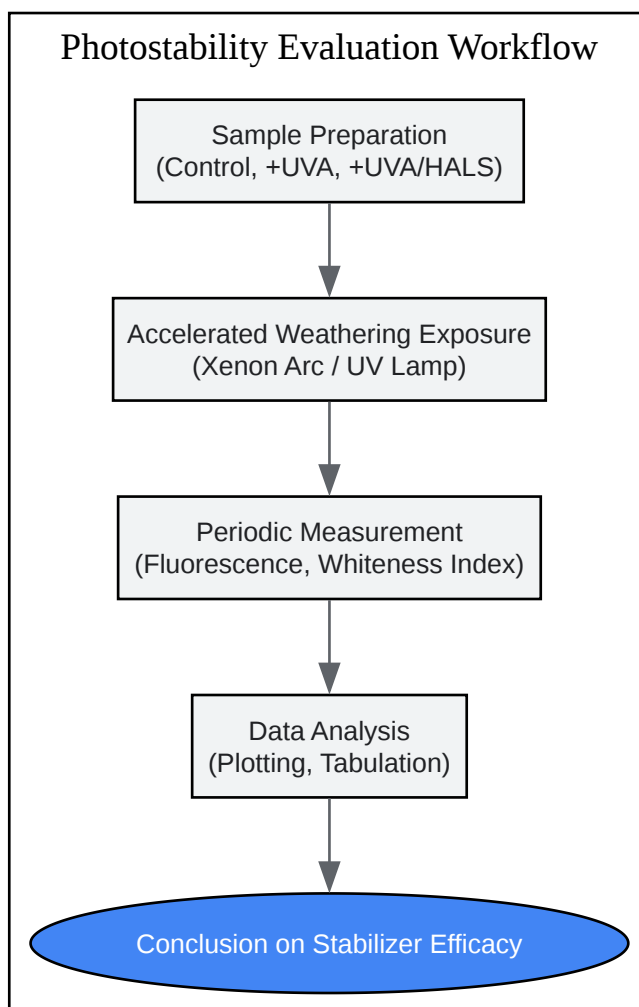 Photostability Evaluation Workflow
Sample Preparation
(Control, +UVA, +UVA/HALS)
Accelerated Weathering Exposure
(Xenon Arc / UV Lamp)
Periodic Measurement
(Fluorescence, Whiteness Index)
Data Analysis
(Plotting, Tabulation)
Conclusion on Stabilizer Efficacy